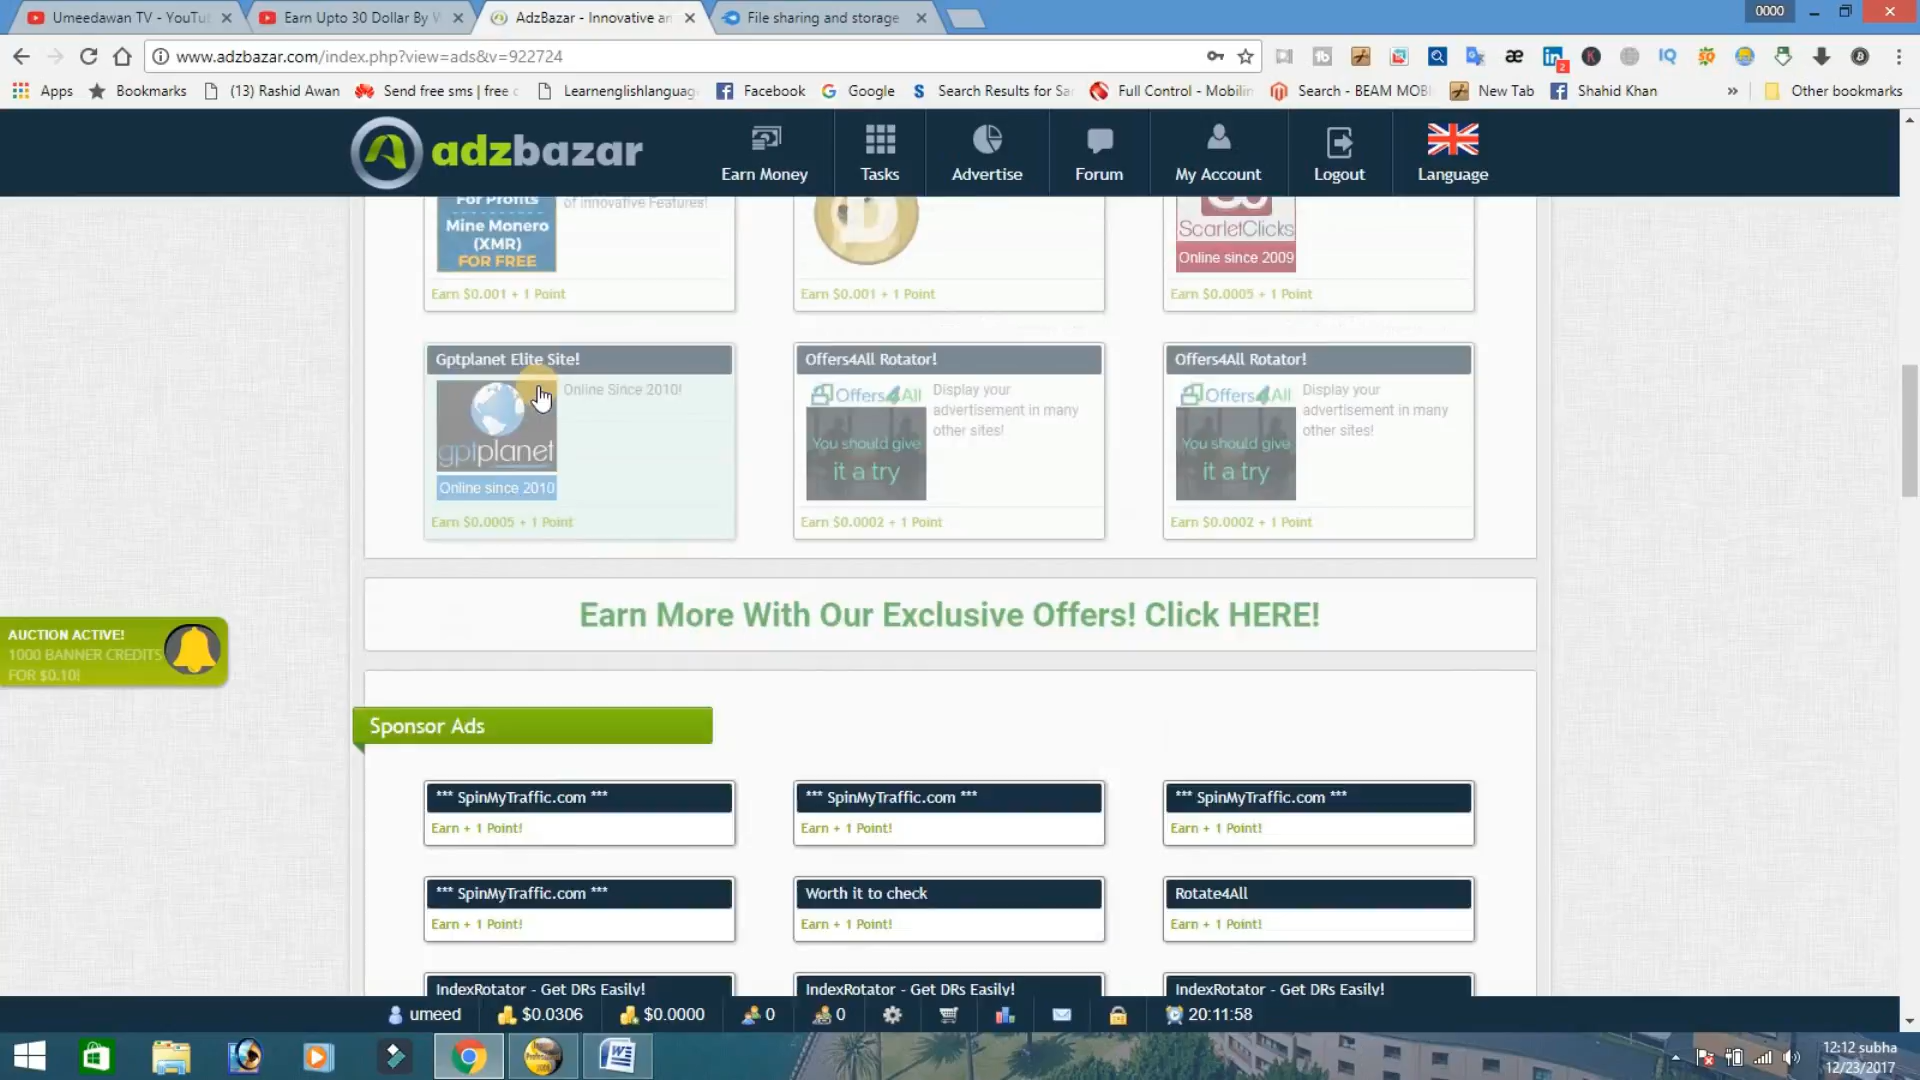 Umeedawan TV - YouTu
Earn Upto 30 Dollar By V
AdzBazar - Innovative an
File sharing and storage
0000
www.adzbazar.com/index.php?view=ads&v=922724
Apps
Bookmarks
(13) Rashid Awan
Send free sms | free c
Learnenglishlanguag
Facebook
Google
Search Results for Sa
Full Control - Mobilin
Search - BEAM MOBI
New Tab
Shahid Khan
»
Other bookmarks
adzbazar
Earn Money
Tasks
Advertise
Forum
My Account
Logout
Language
For Profits
Mine Monero
(XMR)
FOR FREE
of Innovative Features!
Earn $0.001 + 1 Point
Earn $0.001 + 1 Point
ScarletClicks
Online since 2009
Earn $0.0005 + 1 Point
Gptplanet Elite Site!
Online Since 2010!
gptplanet
Online since 2010
Earn $0.0005 + 1 Point
Offers4All Rotator!
Offers4All
You should give
it a try
Display your
advertisement in many
other sites!
Earn $0.0002 + 1 Point
Offers4All Rotator!
Offers4All
You should give
it a try
Display your
advertisement in many
other sites!
Earn $0.0002 + 1 Point
AUCTION ACTIVE!
1000 BANNER CREDITS
FOR $0.10!
Earn More With Our Exclusive Offers! Click HERE!
Sponsor Ads
*** SpinMyTraffic.com ***
Earn + 1 Point!
*** SpinMyTraffic.com ***
Earn + 1 Point!
*** SpinMyTraffic.com ***
Earn + 1 Point!
*** SpinMyTraffic.com ***
Earn + 1 Point!
Worth it to check
Earn + 1 Point!
Rotate4All
Earn + 1 Point!
IndexRotator - Get DRs Easily!
IndexRotator - Get DRs Easily!
IndexRotator - Get DRs Easily!
umeed
$0.0306
$0.0000
0
0
20:11:58
12:12 subha
12/23/2017